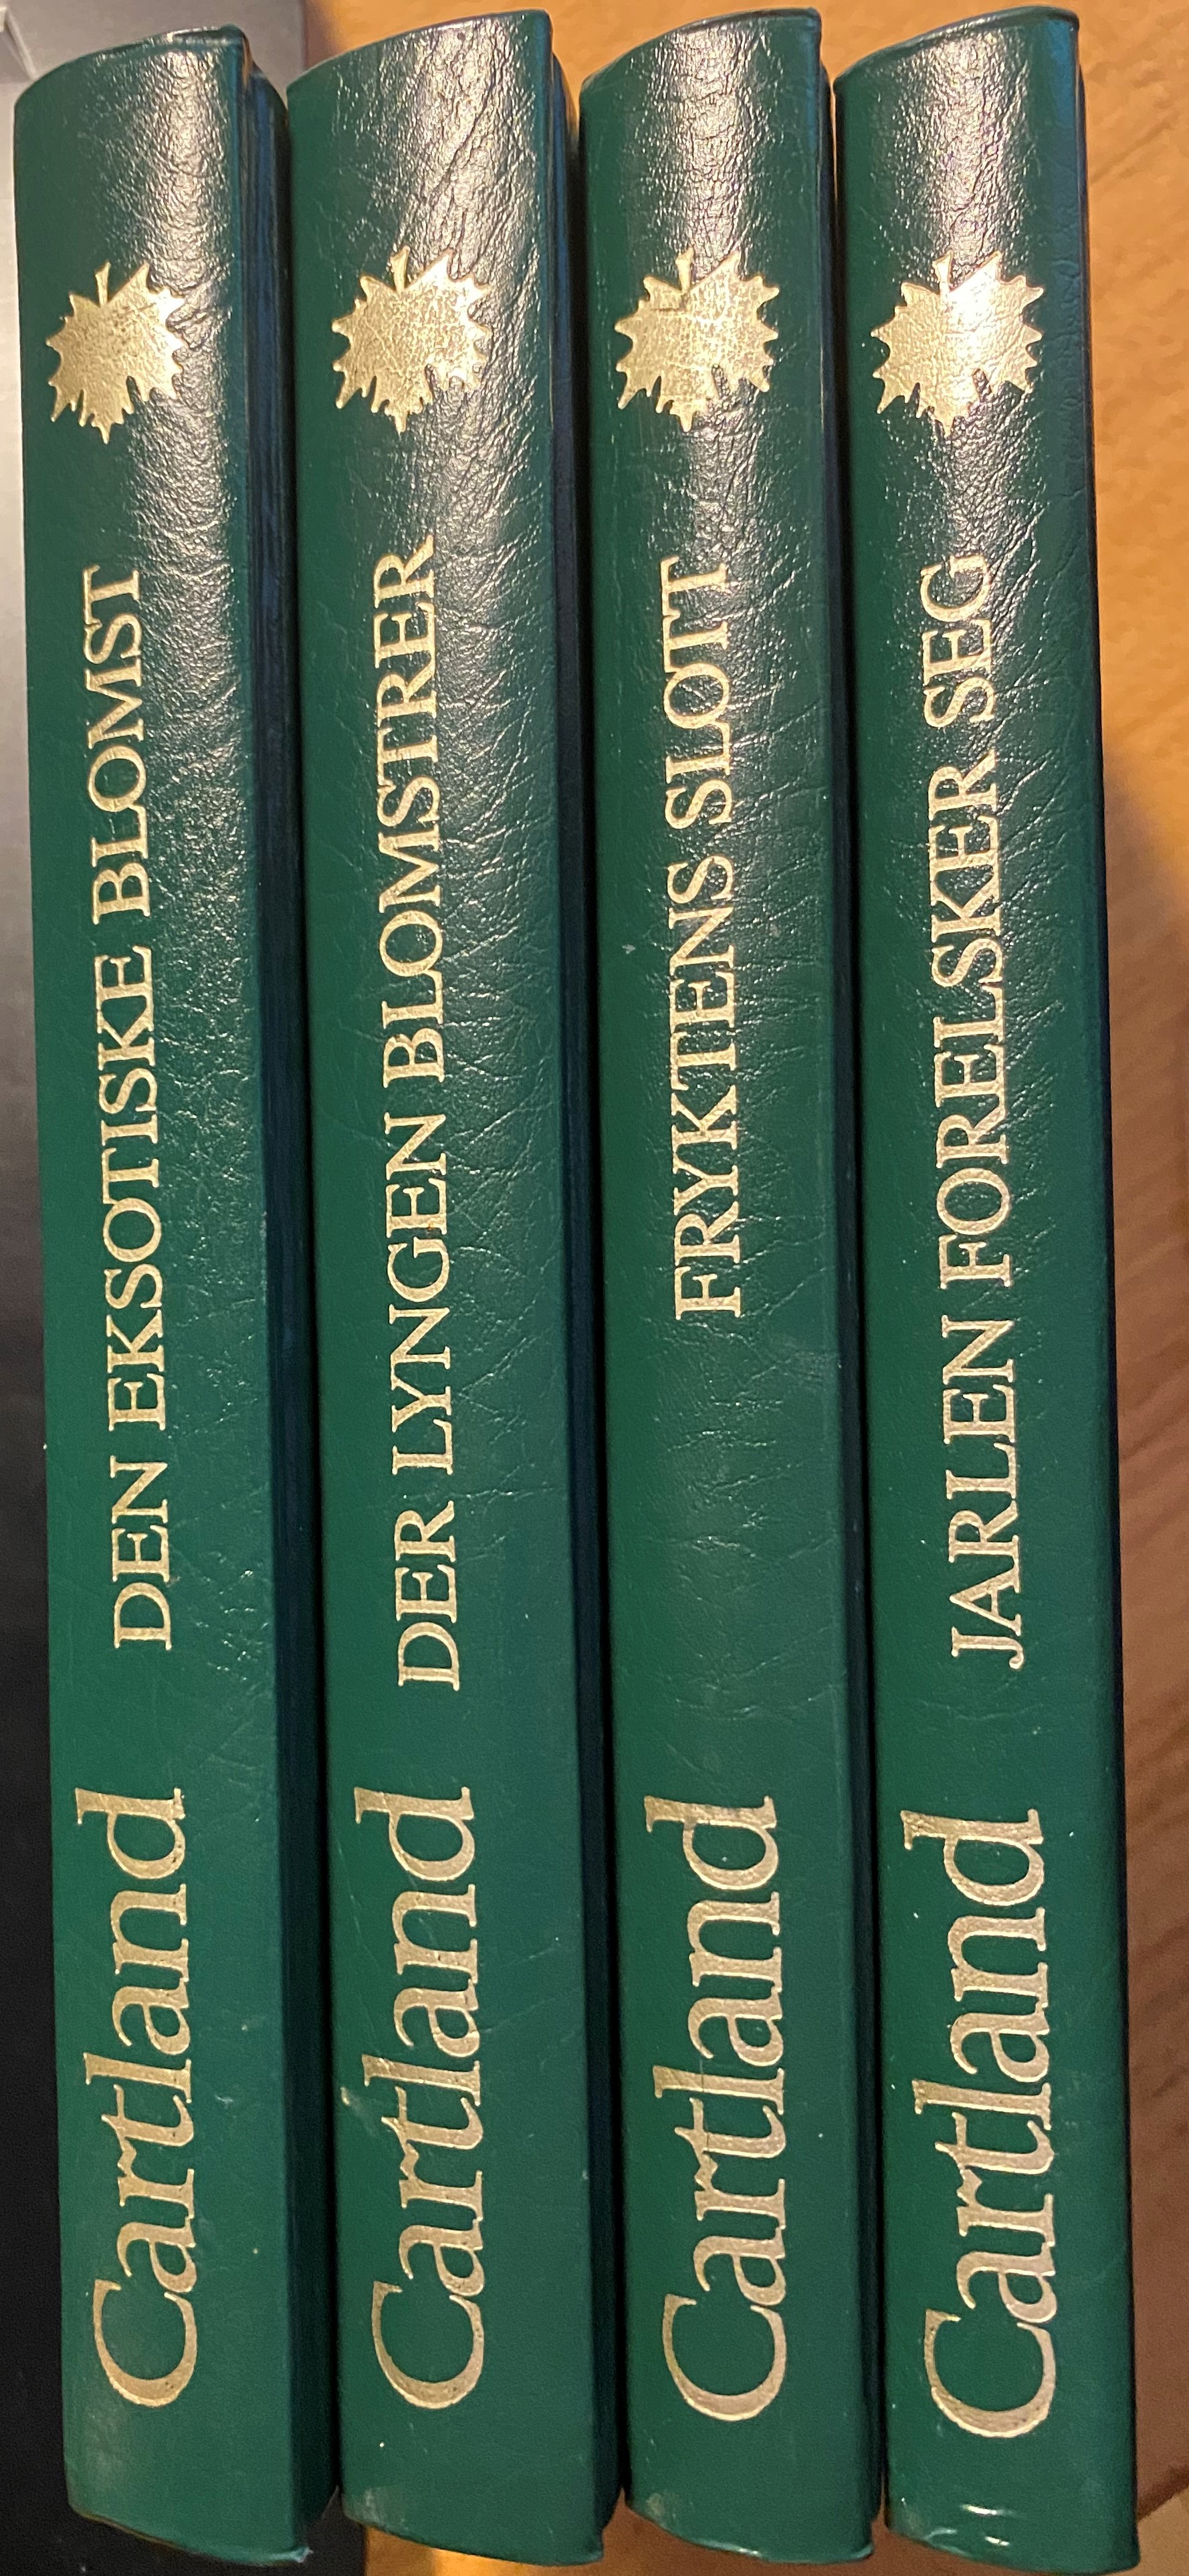 Cartland DEN EKSOTISKE BLOMST
Cartland DER LYNGEN BLOMSTRER
Cartland FRYKTENS SLOTT
Cartland JARLEN FORELSKER SEG